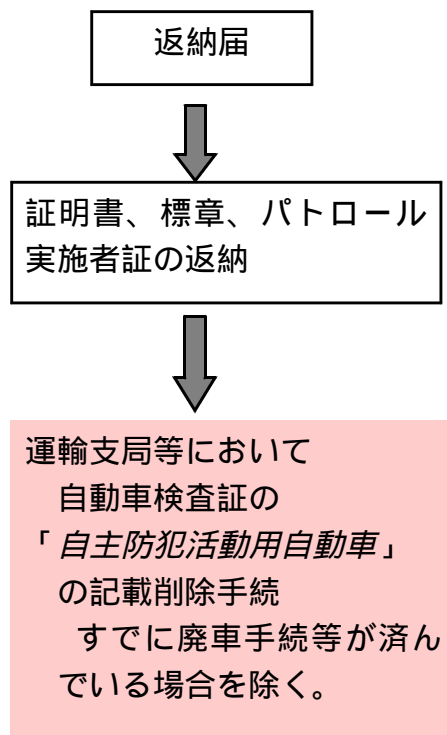 返納届
証明書、標章、パトロール
実施者証の返納
運輸支局等において
自動車検査証の
「自主防犯活動用自動車」
の記載削除手続
すでに廃車手続等が済ん
でいる場合を除く。